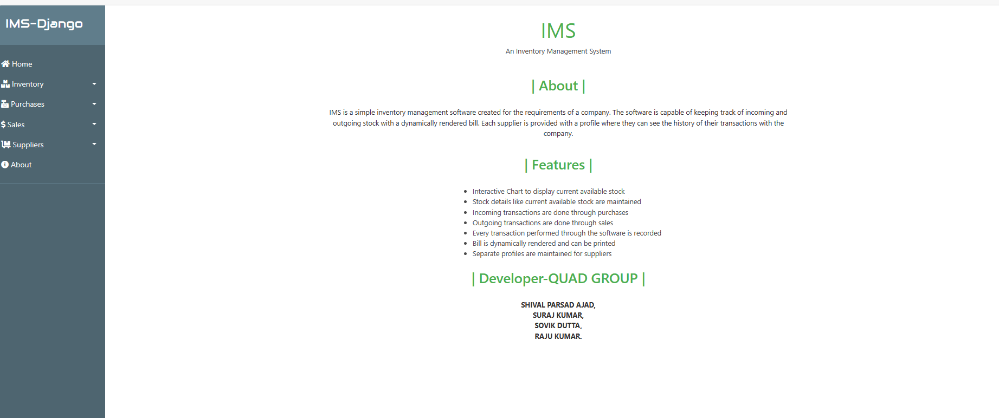 IMS-Django
Home
Inventory
Purchases
Sales
Suppliers
About
IMS
An Inventory Management System
| About |
IMS is a simple inventory management software created for the requirements of a company. The software is capable of keeping track of incoming and
outgoing stock with a dynamically rendered bill. Each supplier is provided with a profile where they can see the history of their transactions with the
company.
| Features |
• Interactive Chart to display current available stock
• Stock details like current available stock are maintained
• Incoming transactions are done through purchases
• Outgoing transactions are done through sales
• Every transaction performed through the software is recorded
• Bill is dynamically rendered and can be printed
• Separate profiles are maintained for suppliers
| Developer-QUAD GROUP |
SHIVAL PARSAD AJAD,
SURAJ KUMAR,
SOVIK DUTTA,
RAJU KUMAR.